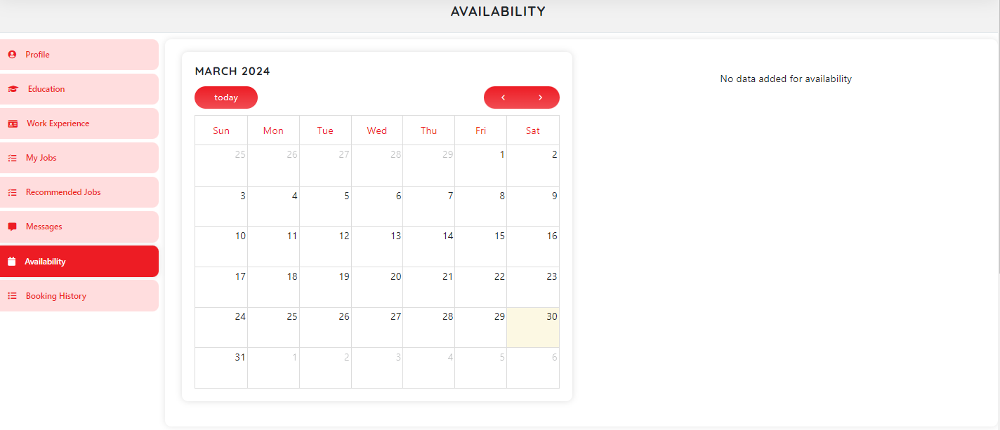 AVAILABILITY
Profile
Education
Work Experience
My Jobs
Recommended Jobs
Messages
Availability
Booking History
MARCH 2024
today
Sun Mon Tue Wed Thu Fri Sat
25 26 27 28 29 1 2
3 4 5 6 7 8 9
10 11 12 13 14 15 16
17 18 19 20 21 22 23
24 25 26 27 28 29 30
31 1 2 3 4 5 6
No data added for availability